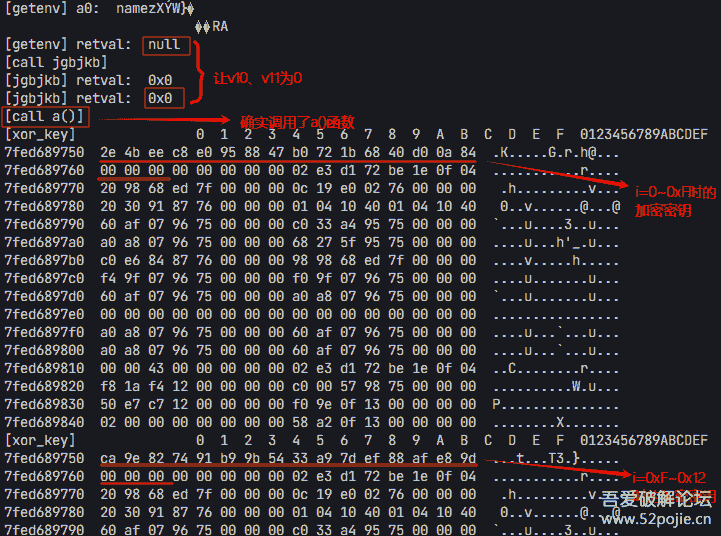 [getenv] a0:  namezXÝW}�
��RA
[getenv] retval:  null
[call jgbjkb]
[jgbjkb] retval:  0x0
让v10、v11为0
[jgbjkb] retval:  0x0
[call a()]
确实调用了a()函数
[xor_key]  0  1  2  3  4  5  6  7  8  9  A  B  C  D  E  F  0123456789ABCDEF
7fed689750  2e 4b ee c8 e0 95 88 47 b0 72 1b 68 40 d0 0a 84  .K.....G.r.h@...
7fed689760  00 00 00 00 00 00 00 00 02 e3 d1 72 be 1e 0f 04  ...........r....
7fed689770  20 98 68 ed 7f 00 00 00 0c 19 e0 02 76 00 00 00   .h.........v...
i=0~0xF时的
加密密钥
7fed689780  20 30 91 87 76 00 00 00 01 04 10 40 01 04 10 40   0..v......@...@
7fed689790  60 af 07 96 75 00 00 00 c0 33 a4 95 75 00 00 00  `...u....3..u...
7fed6897a0  a0 a8 07 96 75 00 00 00 68 27 5f 95 75 00 00 00  ....u...h'_.u...
7fed6897b0  c0 e6 84 87 76 00 00 00 98 98 68 ed 7f 00 00 00  ....v.....h.....
7fed6897c0  f4 9f 07 96 75 00 00 00 f0 9f 07 96 75 00 00 00  ....u.......u...
7fed6897d0  60 af 07 96 75 00 00 00 a0 a8 07 96 75 00 00 00  `...u.......u...
7fed6897e0  00 00 00 00 00 00 00 00 00 00 00 00 00 00 00 00  ................
7fed6897f0  a0 a8 07 96 75 00 00 00 60 af 07 96 75 00 00 00  ....u...`...u...
7fed689800  a0 a8 07 96 75 00 00 00 60 af 07 96 75 00 00 00  ....u...`...u...
7fed689810  00 00 43 00 00 00 00 00 02 e3 d1 72 be 1e 0f 04  ..C........r....
7fed689820  f8 1a f4 12 00 00 00 00 c0 00 57 98 75 00 00 00  ..........W.u...
7fed689830  50 e7 c7 12 00 00 00 00 f0 9e 0f 13 00 00 00 00  P...............
7fed689840  02 00 00 00 00 00 00 00 58 a2 0f 13 00 00 00 00  ........X.......
[xor_key]  0  1  2  3  4  5  6  7  8  9  A  B  C  D  E  F  0123456789ABCDEF
7fed689750  ca 9e 82 74 91 b9 9b 54 33 a9 7d ef 88 af e8 9d  ...t...T3.}.....
7fed689760  00 00 00 00 00 00 00 00 02 e3 d1 72 be 1e 0f 04  ...........r....
i=0xF~0x12
7fed689770  20 98 68 ed 7f 00 00 00 0c 19 e0 02 76 00 00 00   .h.........v...
吾爱破解论坛
7fed689780  20 30 91 87 76 00 00 00 01 04 10 40 01 04 10 40   0..v......@...@
www.52pojie.cn
7fed689790  60 af 07 96 75 00 00 00 c0 33 a4 95 75 00 00 00  `...u....3..u...